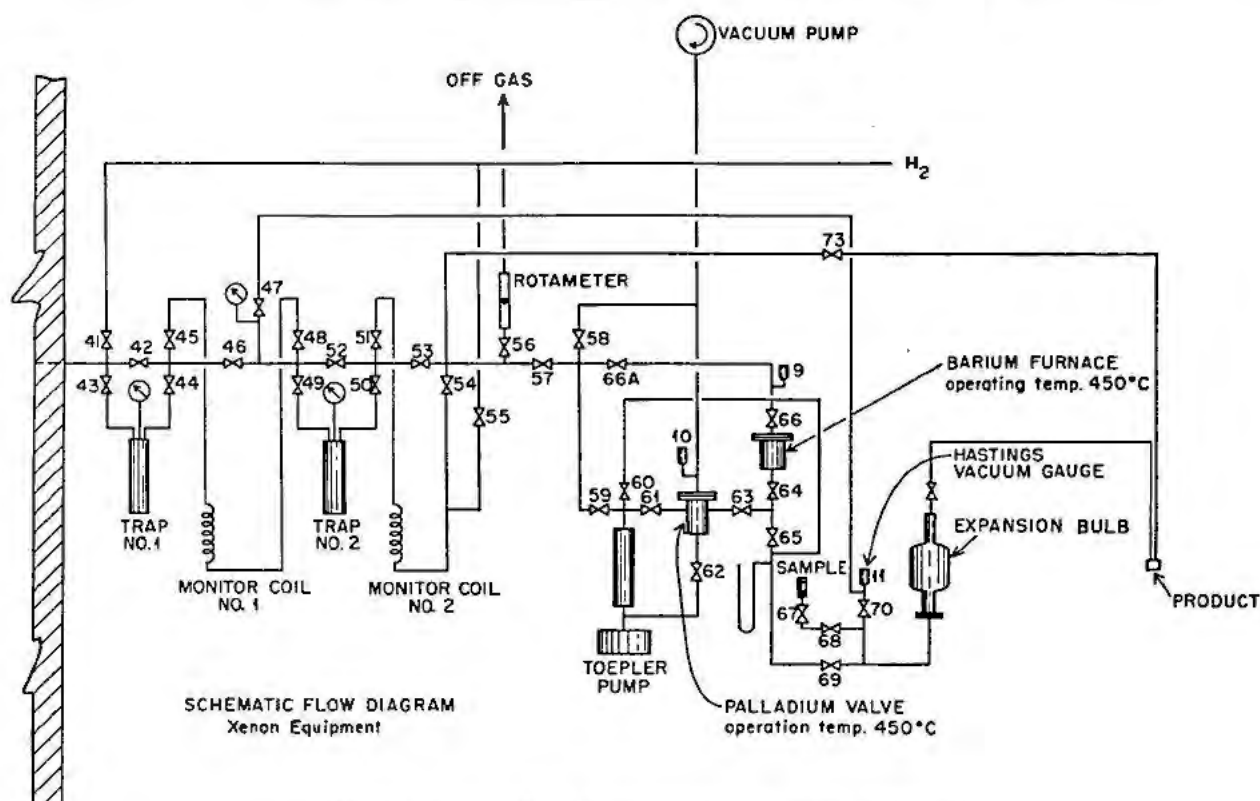 VACUUM PUMP
OFF GAS
H2
73
47
ROTAMETER
41
42
45
46
48
52
51
53
56
58
57
66A
9
BARIUM FURNACE
operating temp. 450°C
43
44
49
50
54
55
66
10
HASTINGS
VACUUM GAUGE
60
59
61
63
64
65
TRAP
NO. 1
TRAP
NO. 2
EXPANSION BULB
62
SAMPLE
11
MONITOR COIL
NO. 1
MONITOR COIL
NO. 2
67
68
70
PRODUCT
TOEPLER
PUMP
69
SCHEMATIC FLOW DIAGRAM
Xenon Equipment
PALLADIUM VALVE
operation temp. 450°C